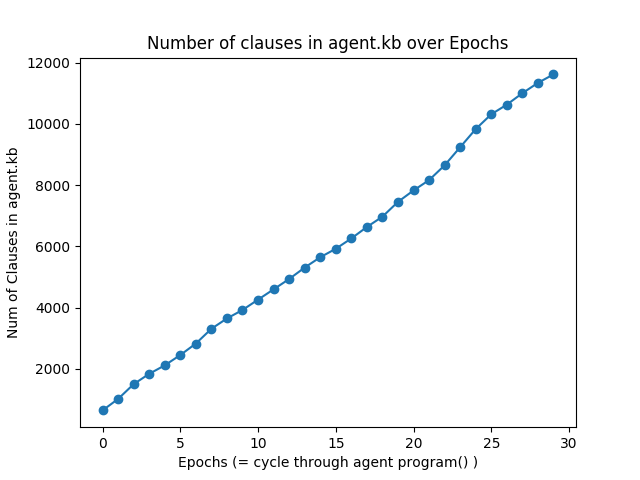 Number of clauses in agent.kb over Epochs
Num of Clauses in agent.kb
12000
10000
8000
6000
4000
2000
0 5 10 15 20 25 30
Epochs (= cycle through agent program() )